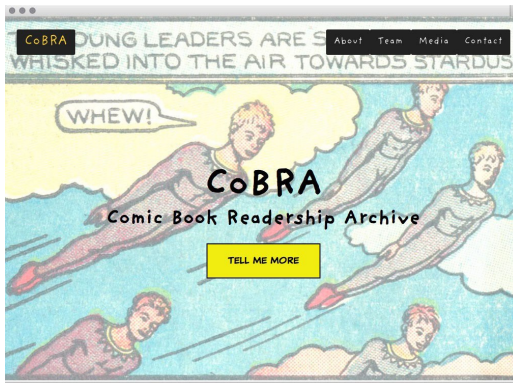 CoBRA
About Team Media Contact
OUNG LEADERS ARE
WHISKED INTO THE AIR TOWARDS STARDUS
WHEW!
CoBRA
Comic Book Readership Archive
TELL ME MORE